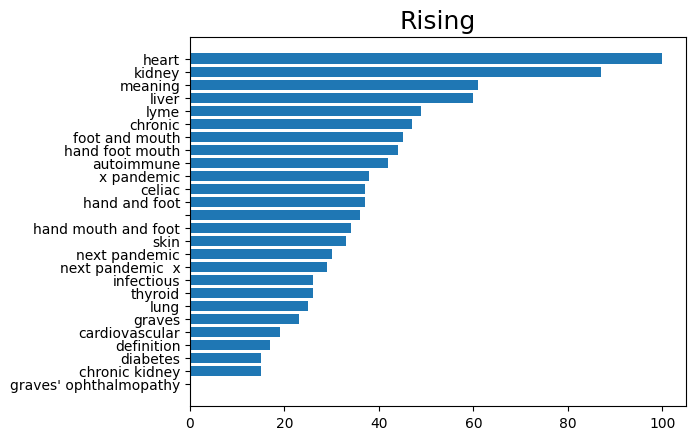 Rising
heart
kidney
meaning
liver
lyme
chronic
foot and mouth
hand foot mouth
autoimmune
x pandemic
celiac
hand and foot
hand mouth and foot
skin
next pandemic
next pandemic  x
infectious
thyroid
lung
graves
cardiovascular
definition
diabetes
chronic kidney
graves' ophthalmopathy
0 20 40 60 80 100